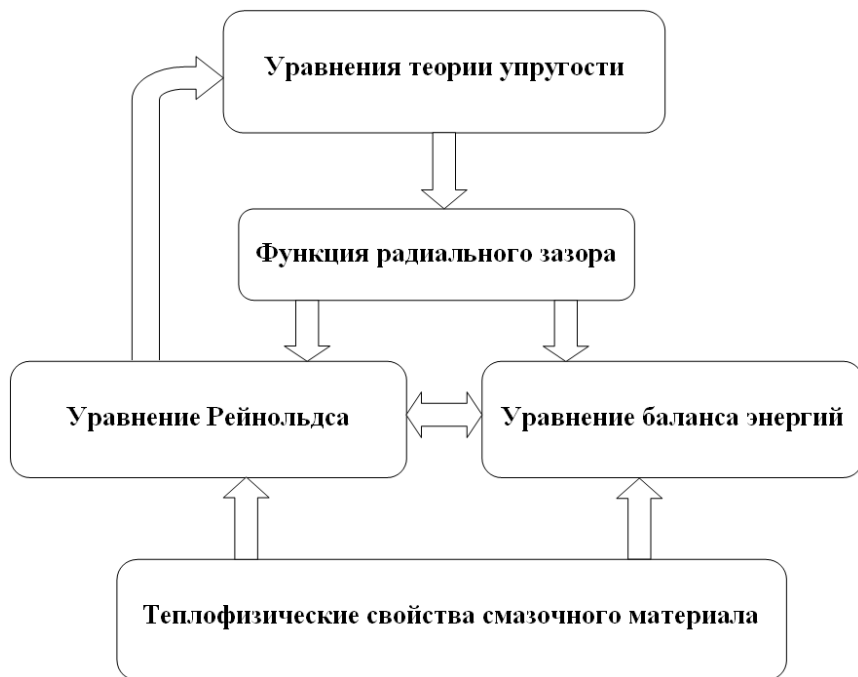 Уравнения теории упругости
Функция радиального зазора
Уравнение Рейнольдса
Уравнение баланса энергий
Теплофизические свойства смазочного материала